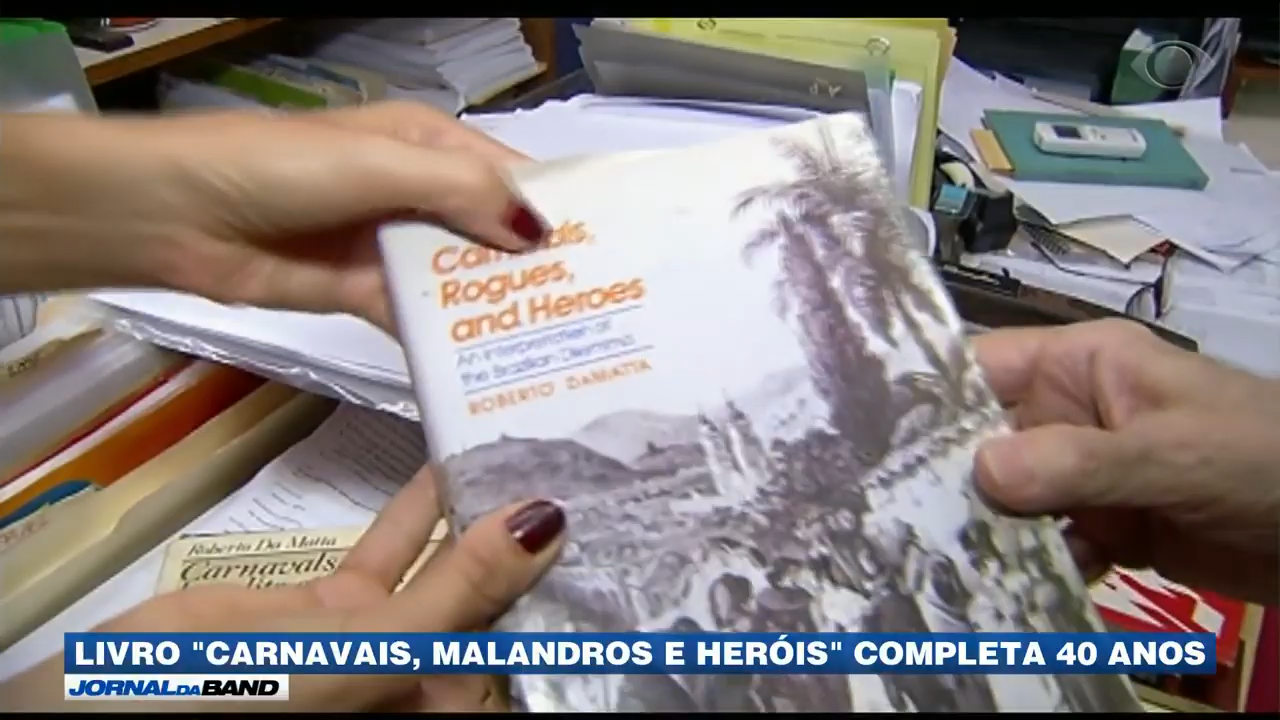 Carnavals,
Rogues,
and Heroes
An Interpretation of
the Brazilian Dilemma
ROBERTO DAMATTA
Roberto Da Matta
Carnavals
LIVRO "CARNAVAIS, MALANDROS E HERÓIS" COMPLETA 40 ANOS
JORNAL DA BAND